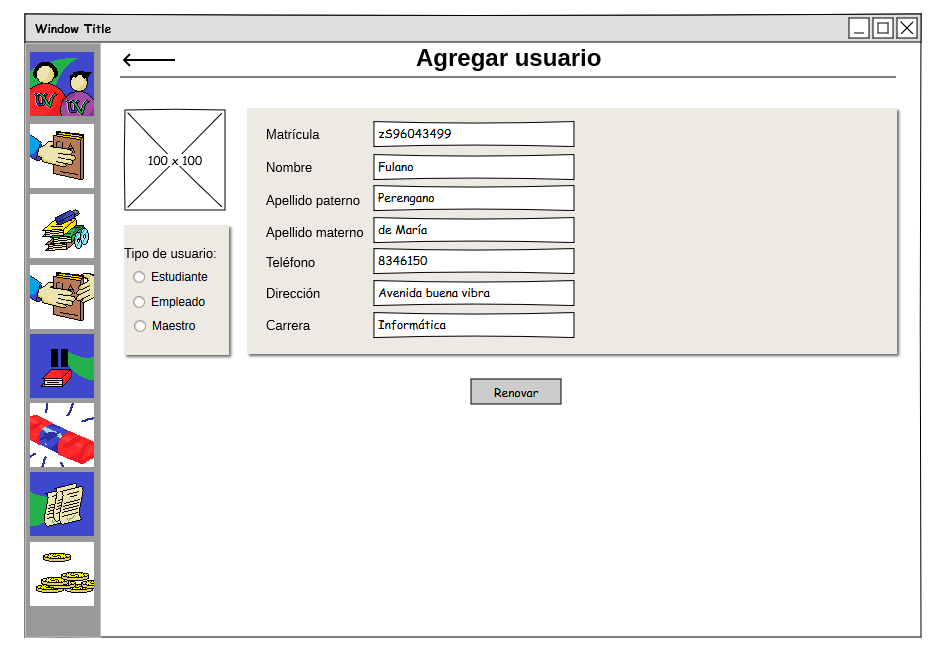 Window Title
Agregar usuario
100 x 100
Tipo de usuario:
Estudiante
Empleado
Maestro
Matrícula zS96043499
Nombre Fulano
Apellido paterno Perengano
Apellido materno de María
Teléfono 8346150
Dirección Avenida buena vibra
Carrera Informática
Renovar